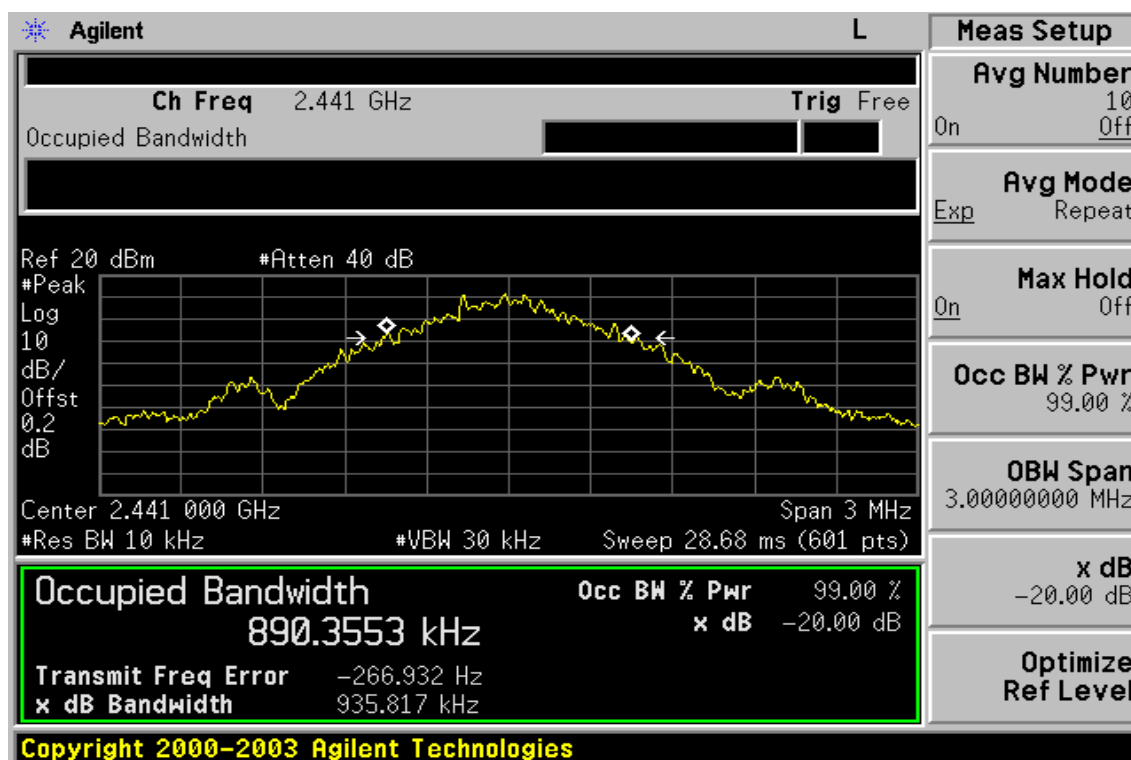 Agilent L
Meas Setup
Ch Freq 2.441 GHz Trig Free
Occupied Bandwidth
Ref 20 dBm #Atten 40 dB
#Peak
Log
10
dB/
Offst
0.2
dB
Center 2.441 000 GHz Span 3 MHz
#Res BW 10 kHz #VBW 30 kHz Sweep 28.68 ms (601 pts)
Occupied Bandwidth Occ BW % Pwr 99.00 %
890.3553 kHz x dB -20.00 dB
Transmit Freq Error -266.932 Hz
x dB Bandwidth 935.817 kHz
Avg Number
10
On Off
Avg Mode
Exp Repeat
Max Hold
On Off
Occ BW % Pwr
99.00 %
OBW Span
3.00000000 MHz
x dB
-20.00 dB
Optimize
Ref Level
Copyright 2000-2003 Agilent Technologies